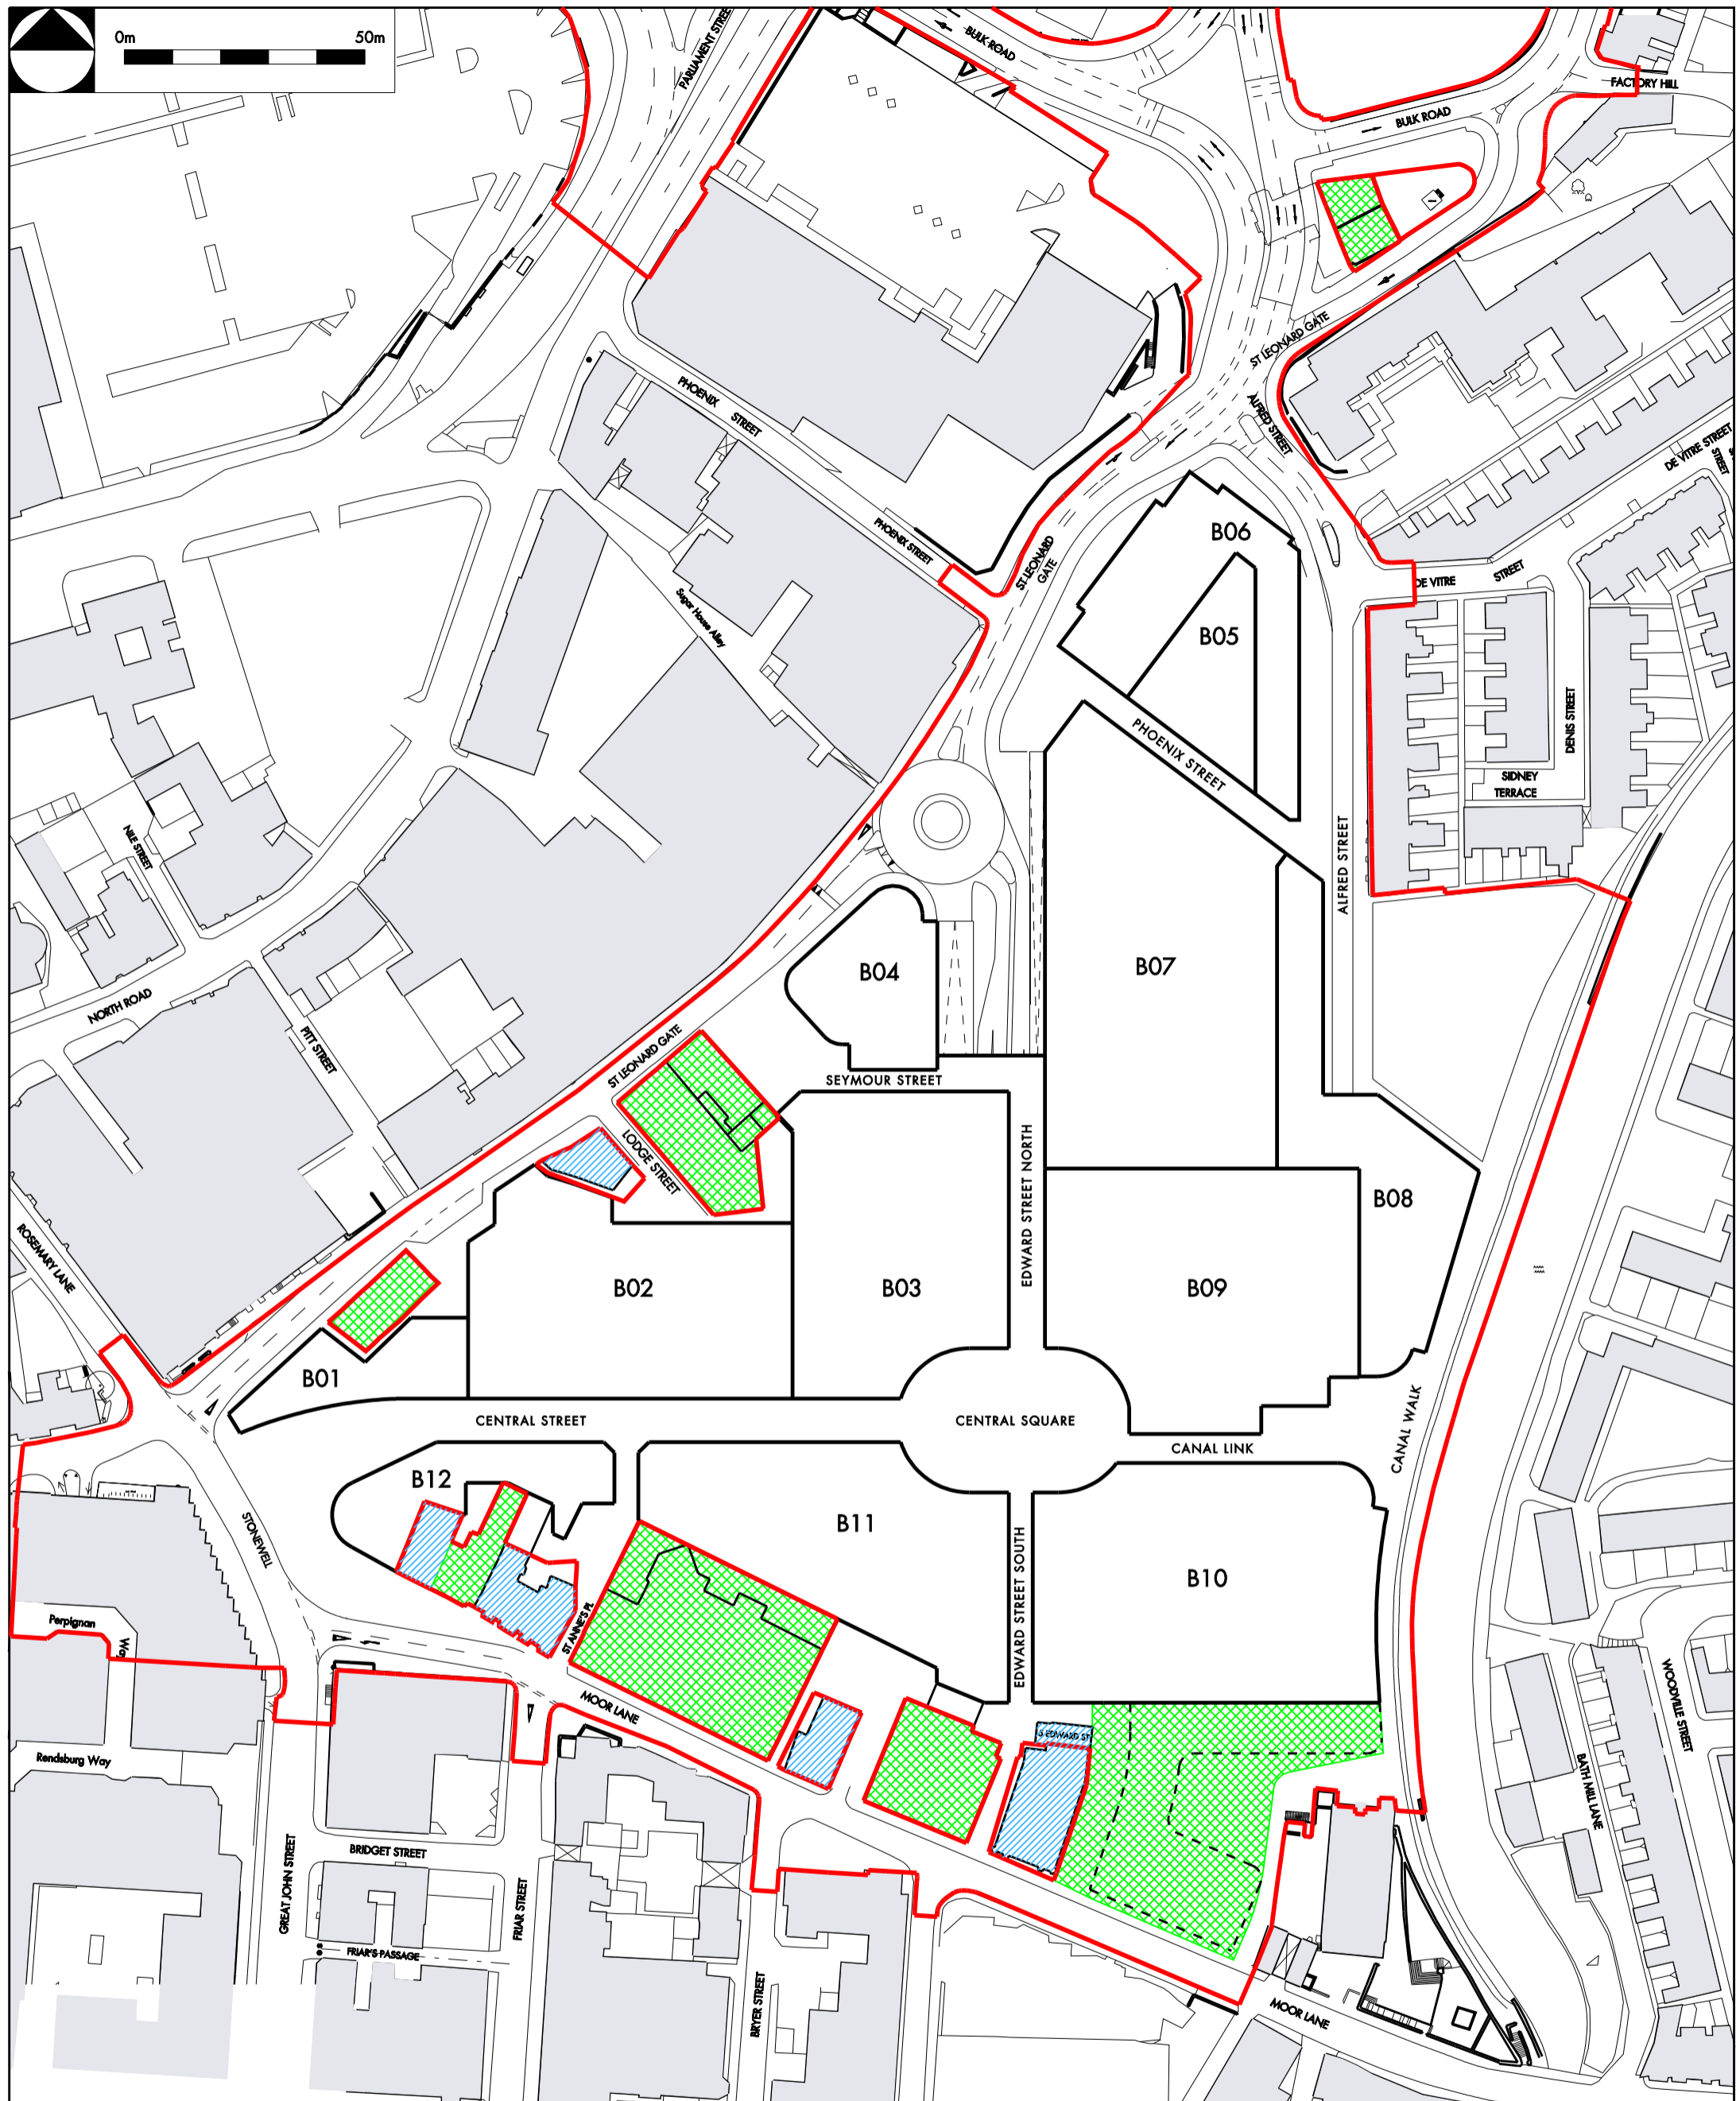 0m 50m
PARLIAMENT STREET
BULK ROAD
FACTORY HILL
BULK ROAD
ST LEONARD GATE
ALFRED STREET
DE VITRE STREET
STREET
PHOENIX STREET
PHOENIX STREET
ST LEONARD
GATE
B06
DE VITRE STREET
Sugar House Alley
B05
DENIS STREET
PHOENIX STREET
SIDNEY
TERRACE
NILE STREET
ALFRED STREET
B04
B07
NORTH ROAD
PITT STREET
ST LEONARD GATE
SEYMOUR STREET
LODGE STREET
EDWARD STREET NORTH
B08
ROSEMARY LANE
B02
B03
B09
B01
CENTRAL STREET
CENTRAL SQUARE
CANAL WALK
CANAL LINK
B12
STONEWELL
B11
B10
EDWARD STREET SOUTH
ST ANNE'S PL
Perpignan
Way
MOOR LANE
S EDWARD ST
WOODVILLE STREET
Rendsburg Way
BATH MILL LANE
BRIDGET STREET
GREAT JOHN STREET
FRIAR STREET
FRIAR'S PASSAGE
BRYER STREET
MOOR LANE